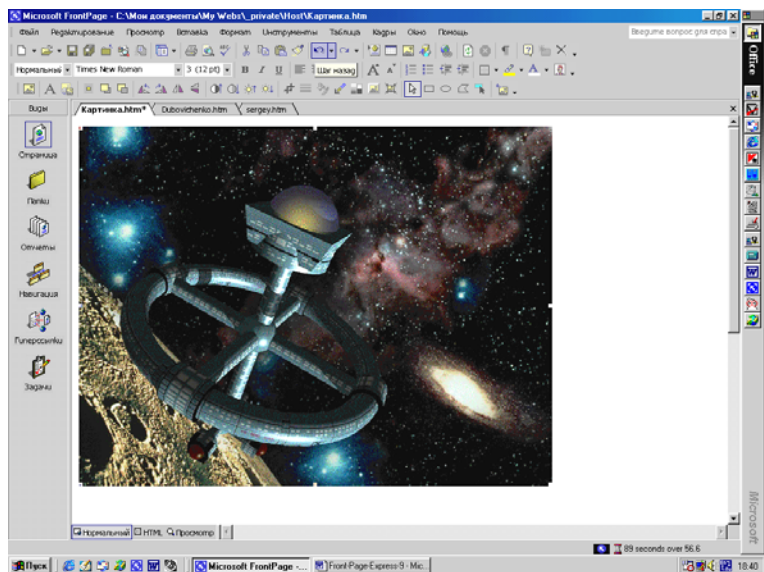 Microsoft FrontPage - C:\Мои документы\My Webs\_private\Host\Картинка.htm
Файл Редактирование Просмотр Вставка Формат Инструменты Таблица Кадры Окно Помощь
Введите вопрос для спра
Нормальный Times New Roman 3 (12 pt) Ж К Ч Шаг назад
Виды
Картинка.htm* Dubovichenko.htm sergey.htm
Office
Страница
Папки
Отчеты
Навигация
Гиперссылки
Задачи
Microsoft
Нормальный HTML Просмотр
89 seconds over 56.6
Пуск Microsoft FrontPage -... Front-Page-Express-9 - Mic... 18:40